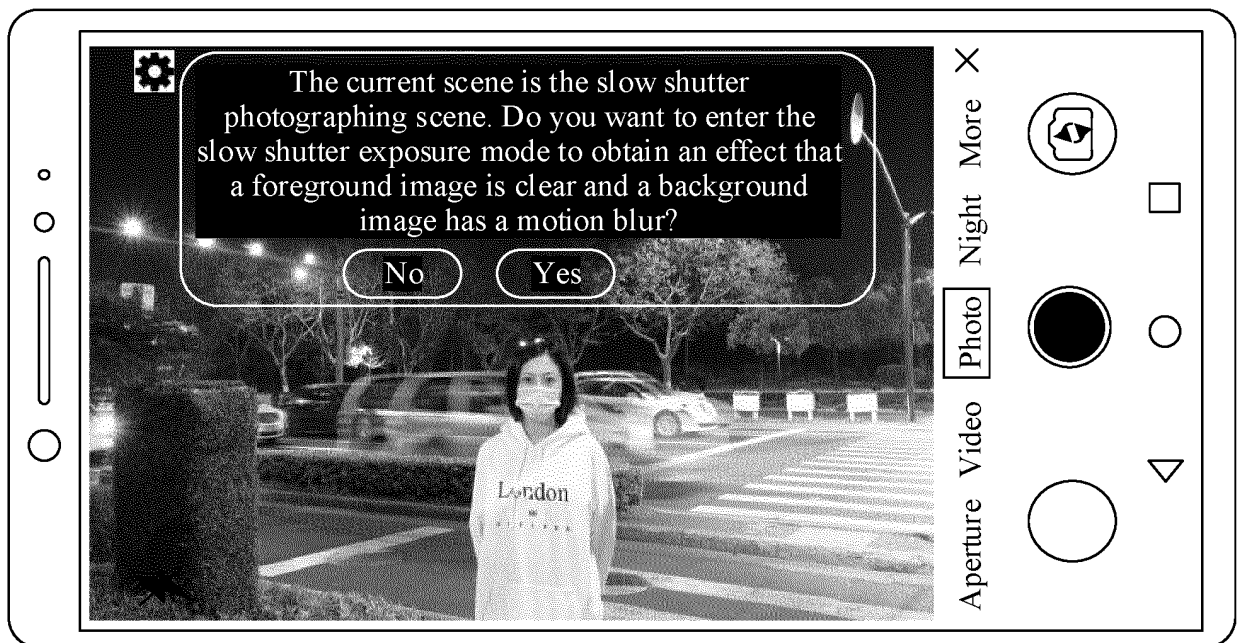 The current scene is the slow shutter
photographing scene. Do you want to enter the
slow shutter exposure mode to obtain an effect that
a foreground image is clear and a background
image has a motion blur?
No
Yes
London
More
Night
Photo
Video
Aperture